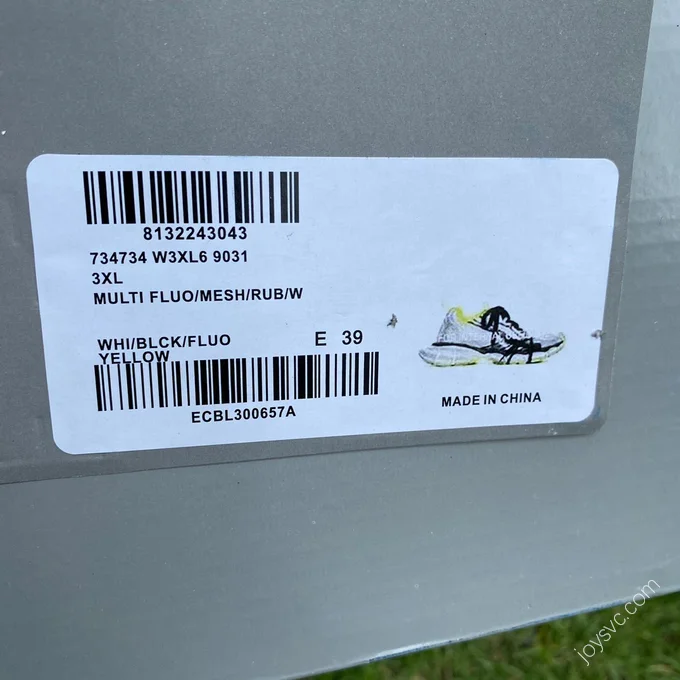 8132243043
734734 W3XL6 9031
3XL
MULTI FLUO/MESH/RUB/W
WHI/BLCK/FLUO E 39
YELLOW
ECBL300657A
MADE IN CHINA
joysvc.com